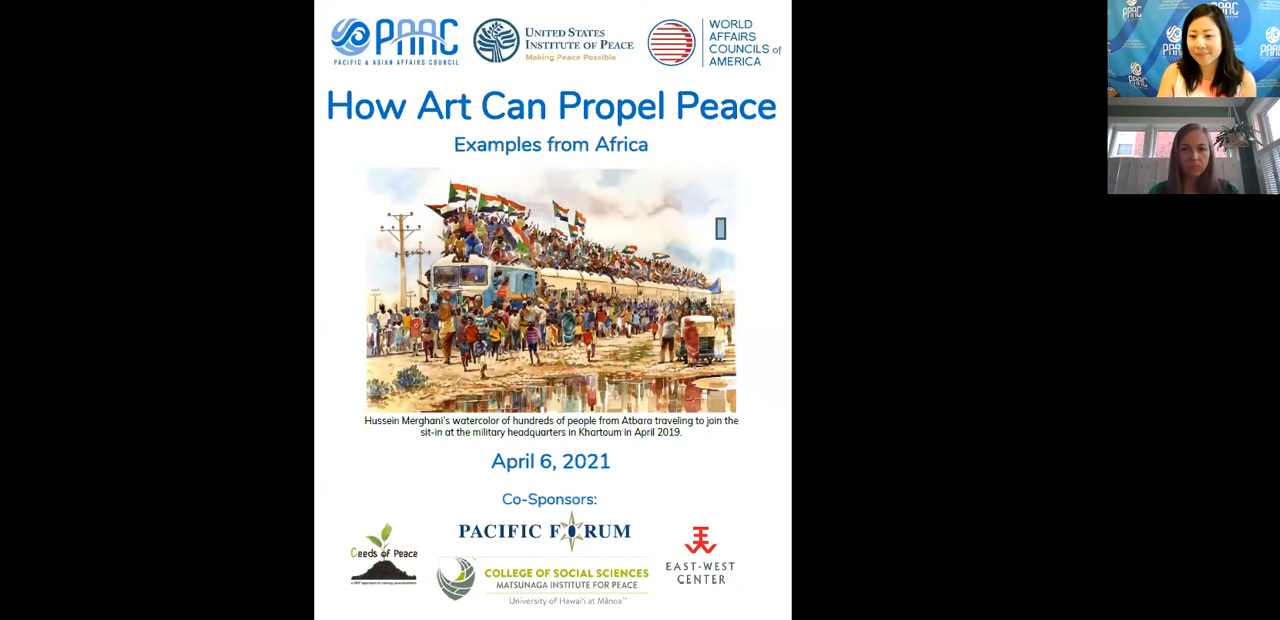 PAAC
PACIFIC & ASIAN AFFAIRS COUNCIL
UNITED STATES
INSTITUTE OF PEACE
Making Peace Possible
WORLD
AFFAIRS
COUNCILS of
AMERICA
How Art Can Propel Peace
Examples from Africa
Hussein Merghani's watercolor of hundreds of people from Atbara traveling to join the
sit-in at the military headquarters in Khartoum in April 2019.
April 6, 2021
Co-Sponsors:
Ceeds of Peace
PACIFIC FORUM
COLLEGE OF SOCIAL SCIENCES
MATSUNAGA INSTITUTE FOR PEACE
University of Hawai'i at Mānoa™
EAST-WEST
CENTER
PAAC
PAAC